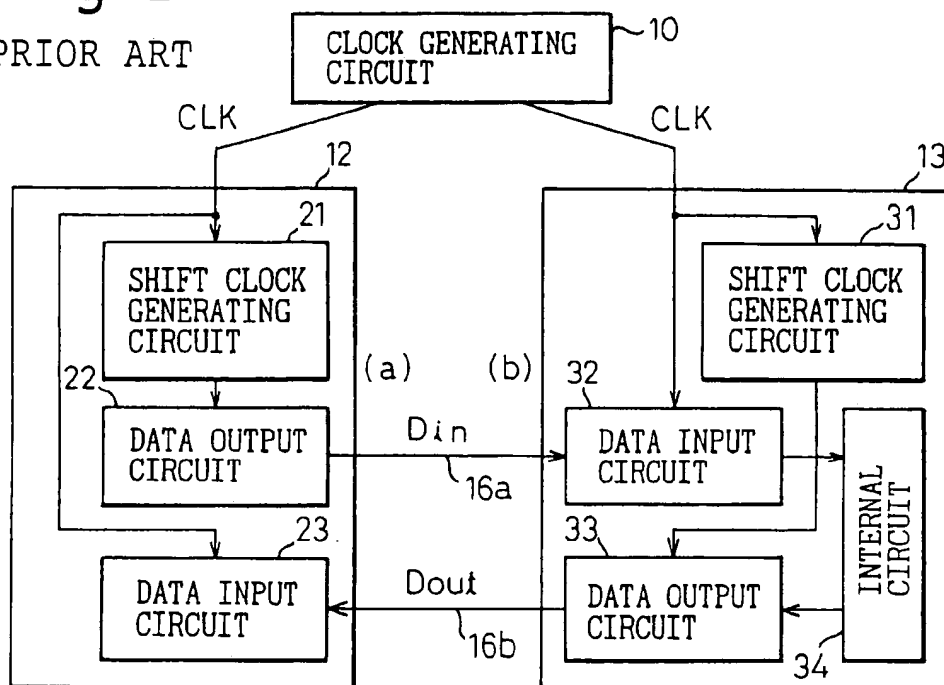 PRIOR ART
CLOCK GENERATING
CIRCUIT
10
CLK
CLK
12
13
21
SHIFT CLOCK
GENERATING
CIRCUIT
31
SHIFT CLOCK
GENERATING
CIRCUIT
(a)
(b)
22
DATA OUTPUT
CIRCUIT
Din
16a
32
DATA INPUT
CIRCUIT
INTERNAL
CIRCUIT
34
23
DATA INPUT
CIRCUIT
Dout
16b
33
DATA OUTPUT
CIRCUIT